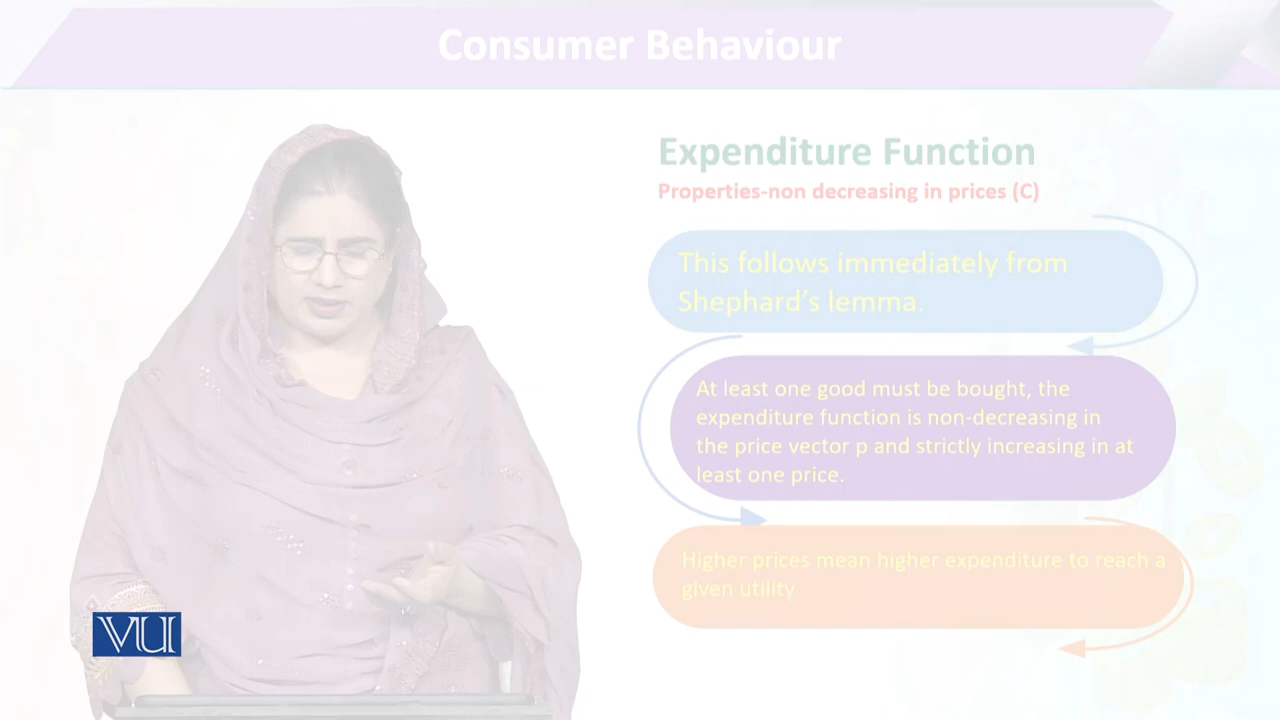 Consumer Behaviour
Expenditure Function
Properties-non decreasing in prices (C)
This follows immediately from
Shephard’s lemma.
At least one good must be bought, the
expenditure function is non-decreasing in
the price vector p and strictly increasing in at
least one price.
Higher prices mean higher expenditure to reach a
given utility
VU